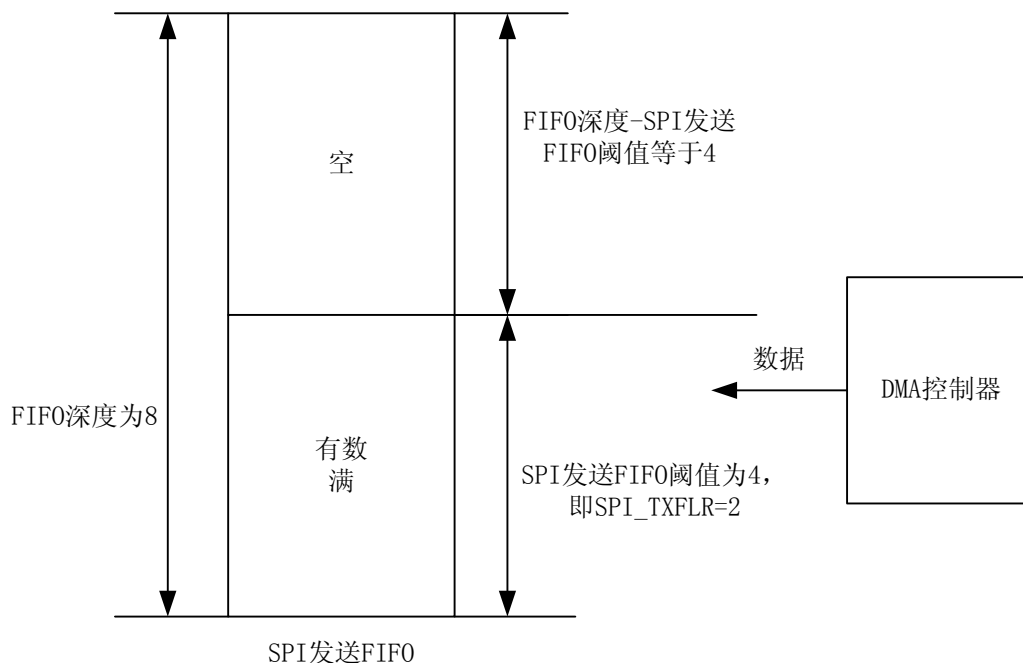 FIFO深度-SPI发送
FIFO阈值等于4
空
数据
DMA控制器
FIFO深度为8
有数
满
SPI发送FIFO阈值为4,
即SPI_TXFLR=2
SPI发送FIFO